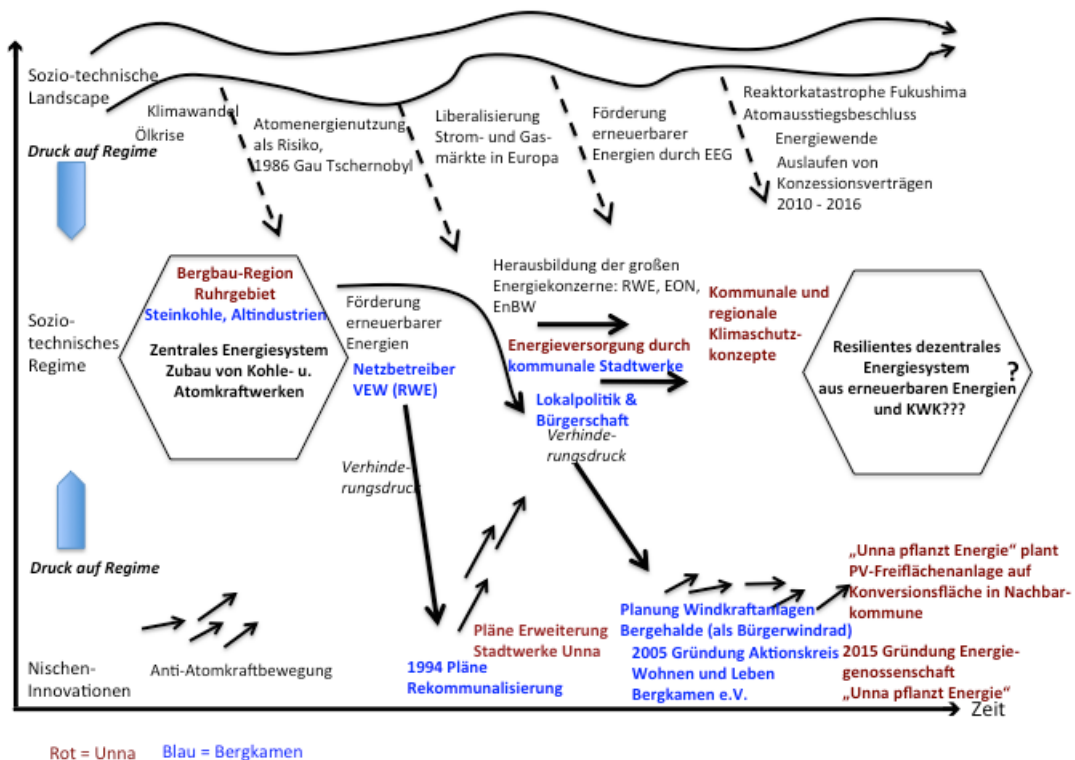 Sozio-technische
Landscape
Klimawandel
Ölkrise
Druck auf Regime
Atomenergienutzung
als Risiko,
1986 Gau Tschernobyl
Liberalisierung
Strom- und Gas-
märkte in Europa
Förderung
erneuerbarer
Energien durch EEG
Reaktorkatastrophe Fukushima
Atomausstiegsbeschluss
Energiewende
Auslaufen von
Konzessionsverträgen
2010 - 2016
Sozio-
technisches
Regime
Bergbau-Region
Ruhrgebiet
Steinkohle, Altindustrien
Zentrales Energiesystem
Zubau von Kohle- u.
Atomkraftwerken
Förderung
erneuerbarer
Energien
Netzbetreiber
VEW (RWE)
Verhinde-
rungsdruck
Herausbildung der großen
Energiekonzerne: RWE, EON,
EnBW
Energieversorgung durch
kommunale Stadtwerke
Lokalpolitik &
Bürgerschaft
Verhinde-
rungsdruck
Kommunale und
regionale
Klimaschutz-
konzepte
Resilientes dezentrales
Energiesystem
?
aus erneuerbaren Energien
und KWK???
Druck auf Regime
Nischen-
Innovationen
Anti-Atomkraftbewegung
Pläne Erweiterung
Stadtwerke Unna
1994 Pläne
Rekommunalisierung
Planung Windkraftanlagen
Bergehalde (als Bürgerwindrad)
2005 Gründung Aktionskreis
Wohnen und Leben
Bergkamen e.V.
„Unna pflanzt Energie“ plant
PV-Freiflächenanlage auf
Konversionsfläche in Nachbar-
kommune
2015 Gründung Energie-
genossenschaft
„Unna pflanzt Energie“
Zeit
Rot = Unna
Blau = Bergkamen